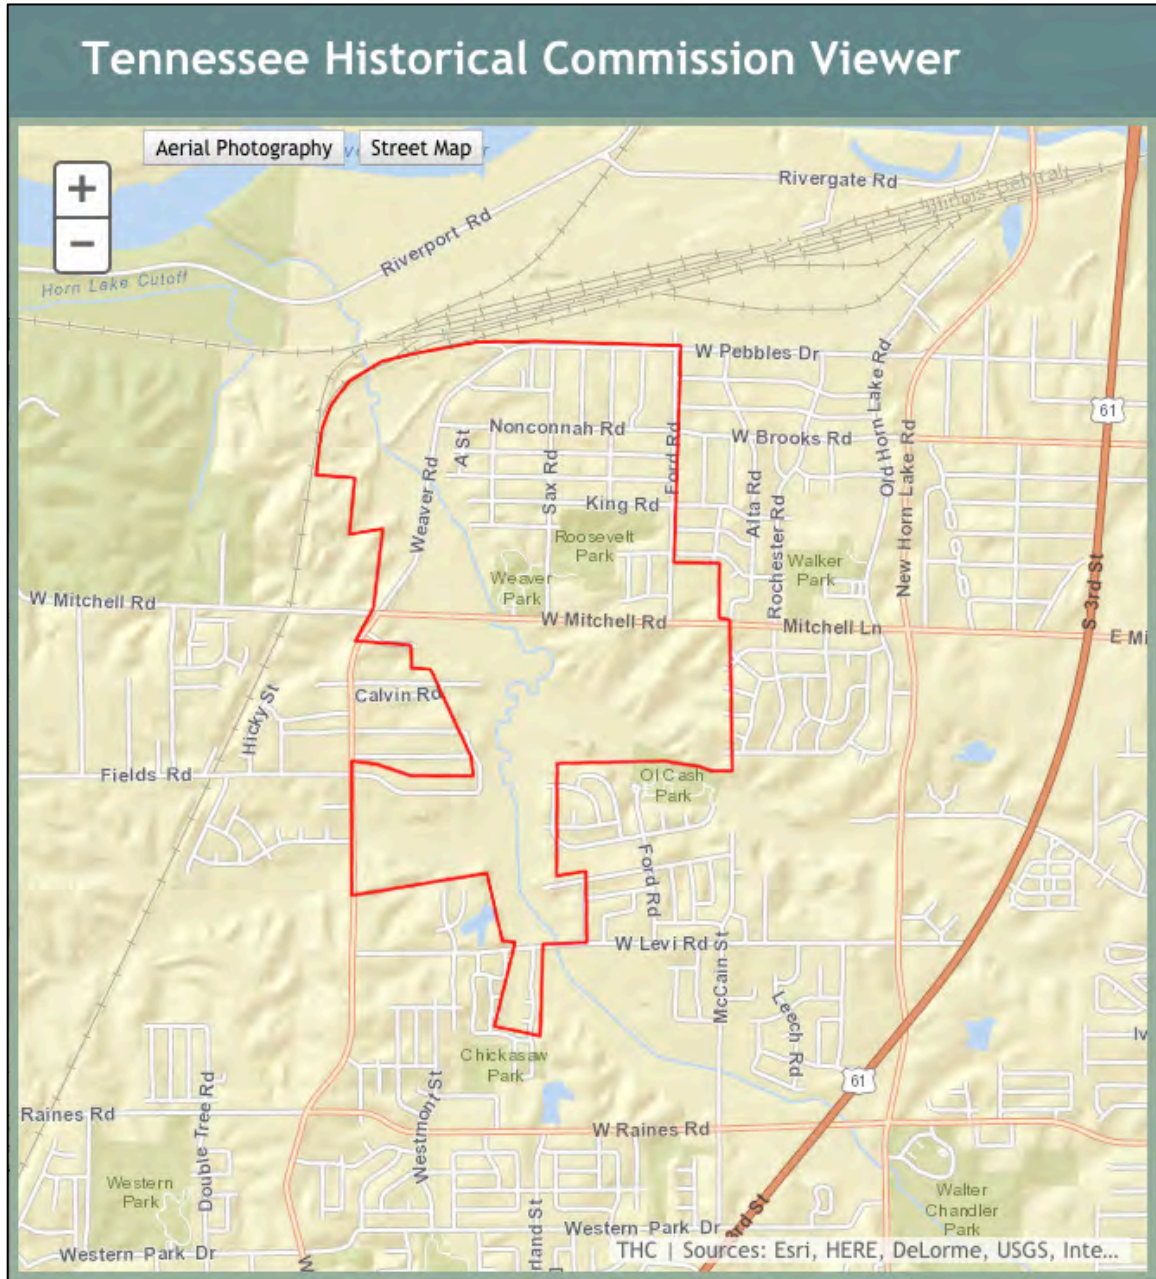 Tennessee Historical Commission Viewer
Aerial Photography
Street Map
+
−
Rivergate Rd
Illinois Central
Riverport Rd
Horn Lake Cutoff
W Pebbles Dr
Old Horn Lake Rd
61
Nonconnah Rd
W Brooks Rd
A St
Ford Rd
New Horn Lake Rd
Weaver Rd
Sax Rd
King Rd
Alta Rd
Rochester Rd
Roosevelt
Park
Walker
Park
Weaver
Park
S 3rd St
W Mitchell Rd
W Mitchell Rd
Mitchell Ln
E Mi
Calvin Rd
Hicky St
Fields Rd
Ol Cash
Park
Ford Rd
W Levi Rd
McCain St
Leech Rd
Iv
Chickasaw
Park
61
Double Tree Rd
Westmont St
Raines Rd
W Raines Rd
Western
Park
Walter
Chandler
Park
rland St
Western Park Dr
3rd St
Western Park Dr
W
THC | Sources: Esri, HERE, DeLorme, USGS, Inte...